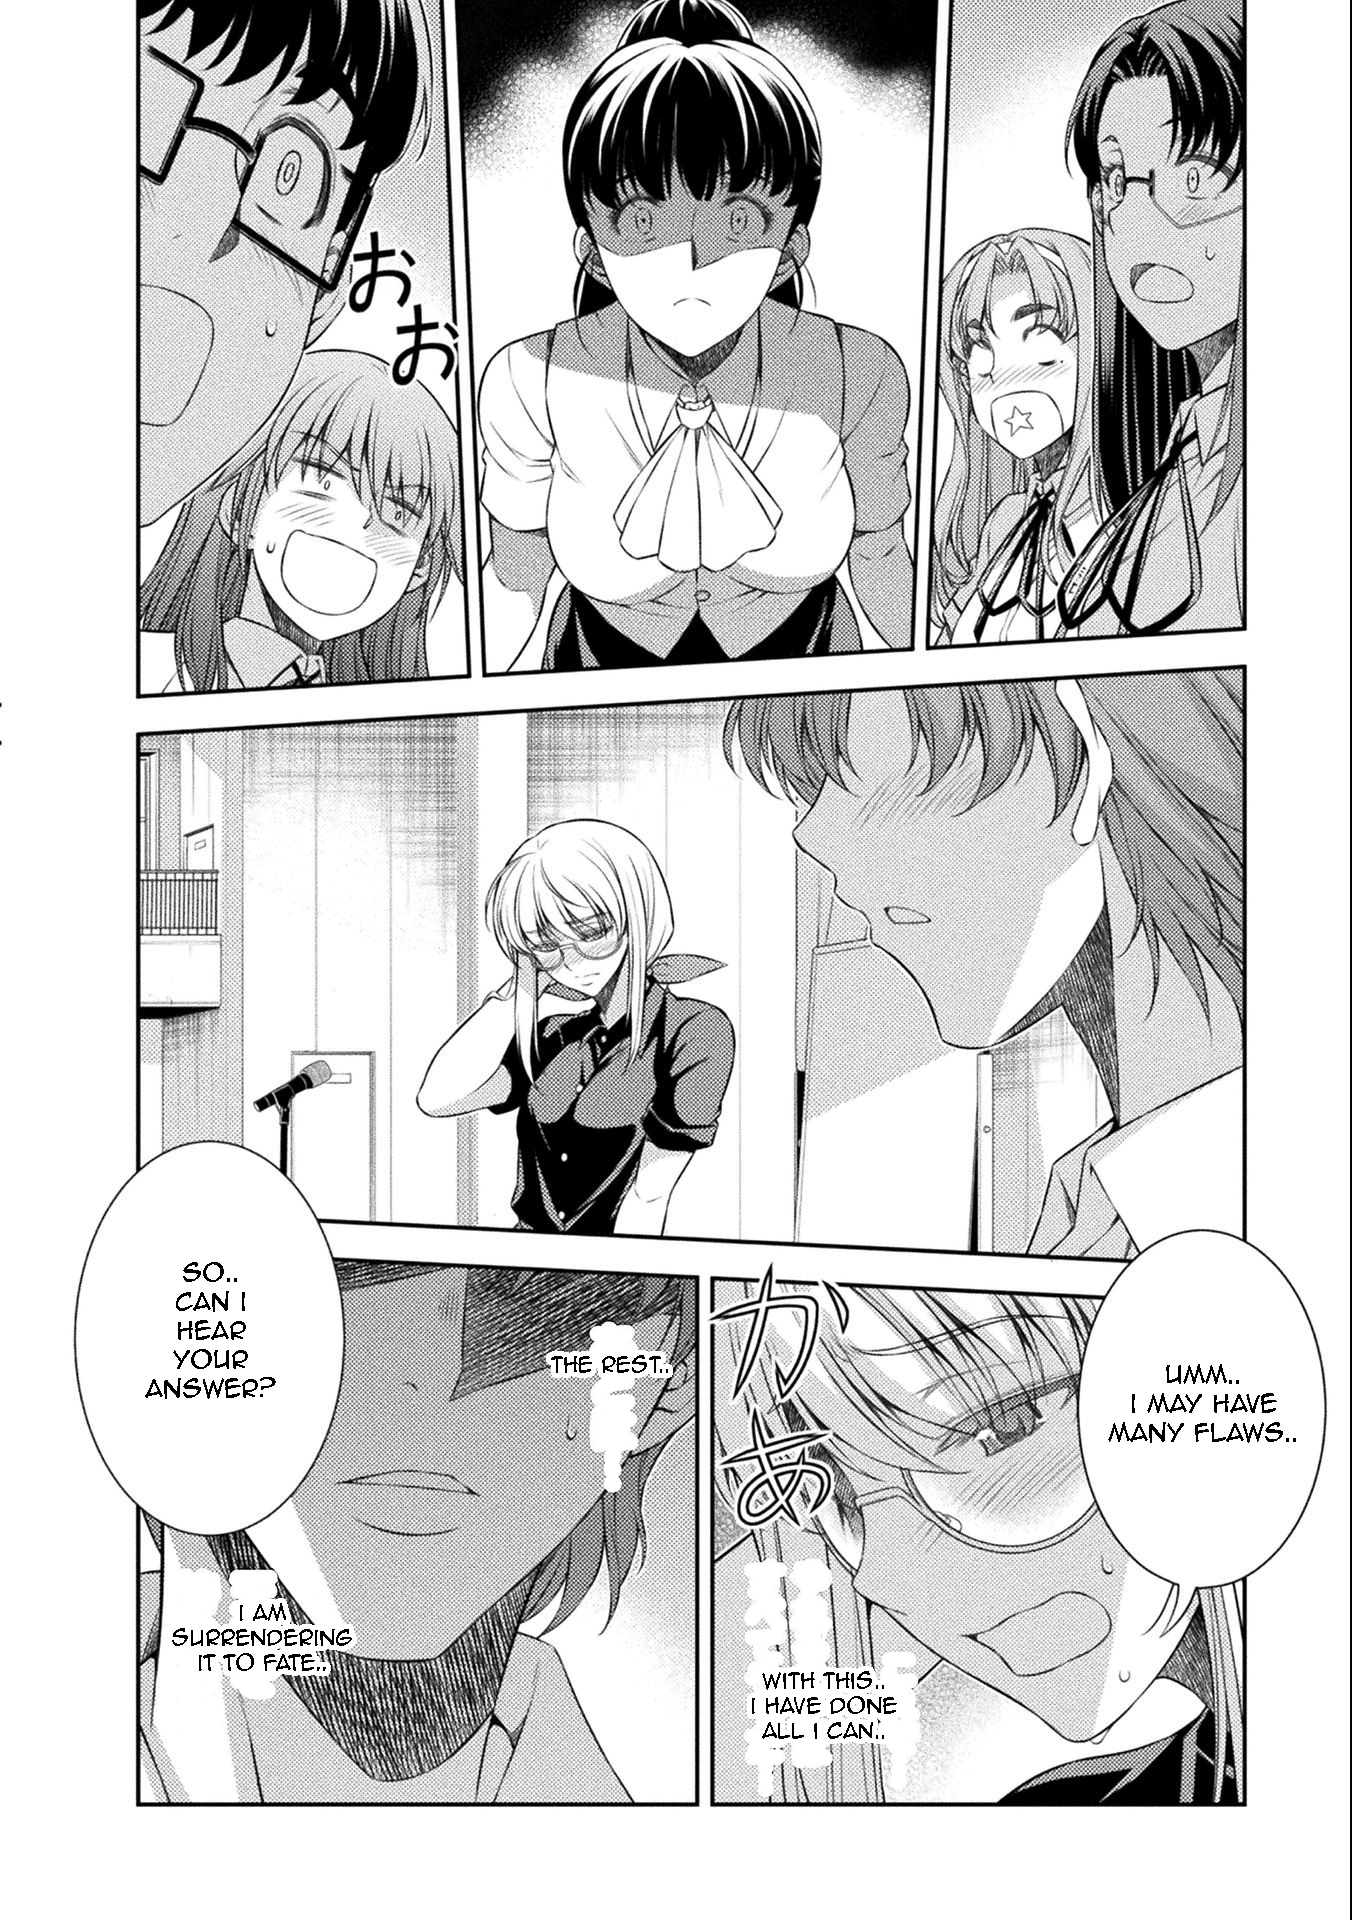 おお
UMM..
I MAY HAVE
MANY FLAWS..
かあ
WITH THIS..
I HAVE DONE
ALL I CAN..
THE REST..
SO..
CAN I
HEAR
YOUR
ANSWER?
I AM
SURRENDERING
IT TO FATE..